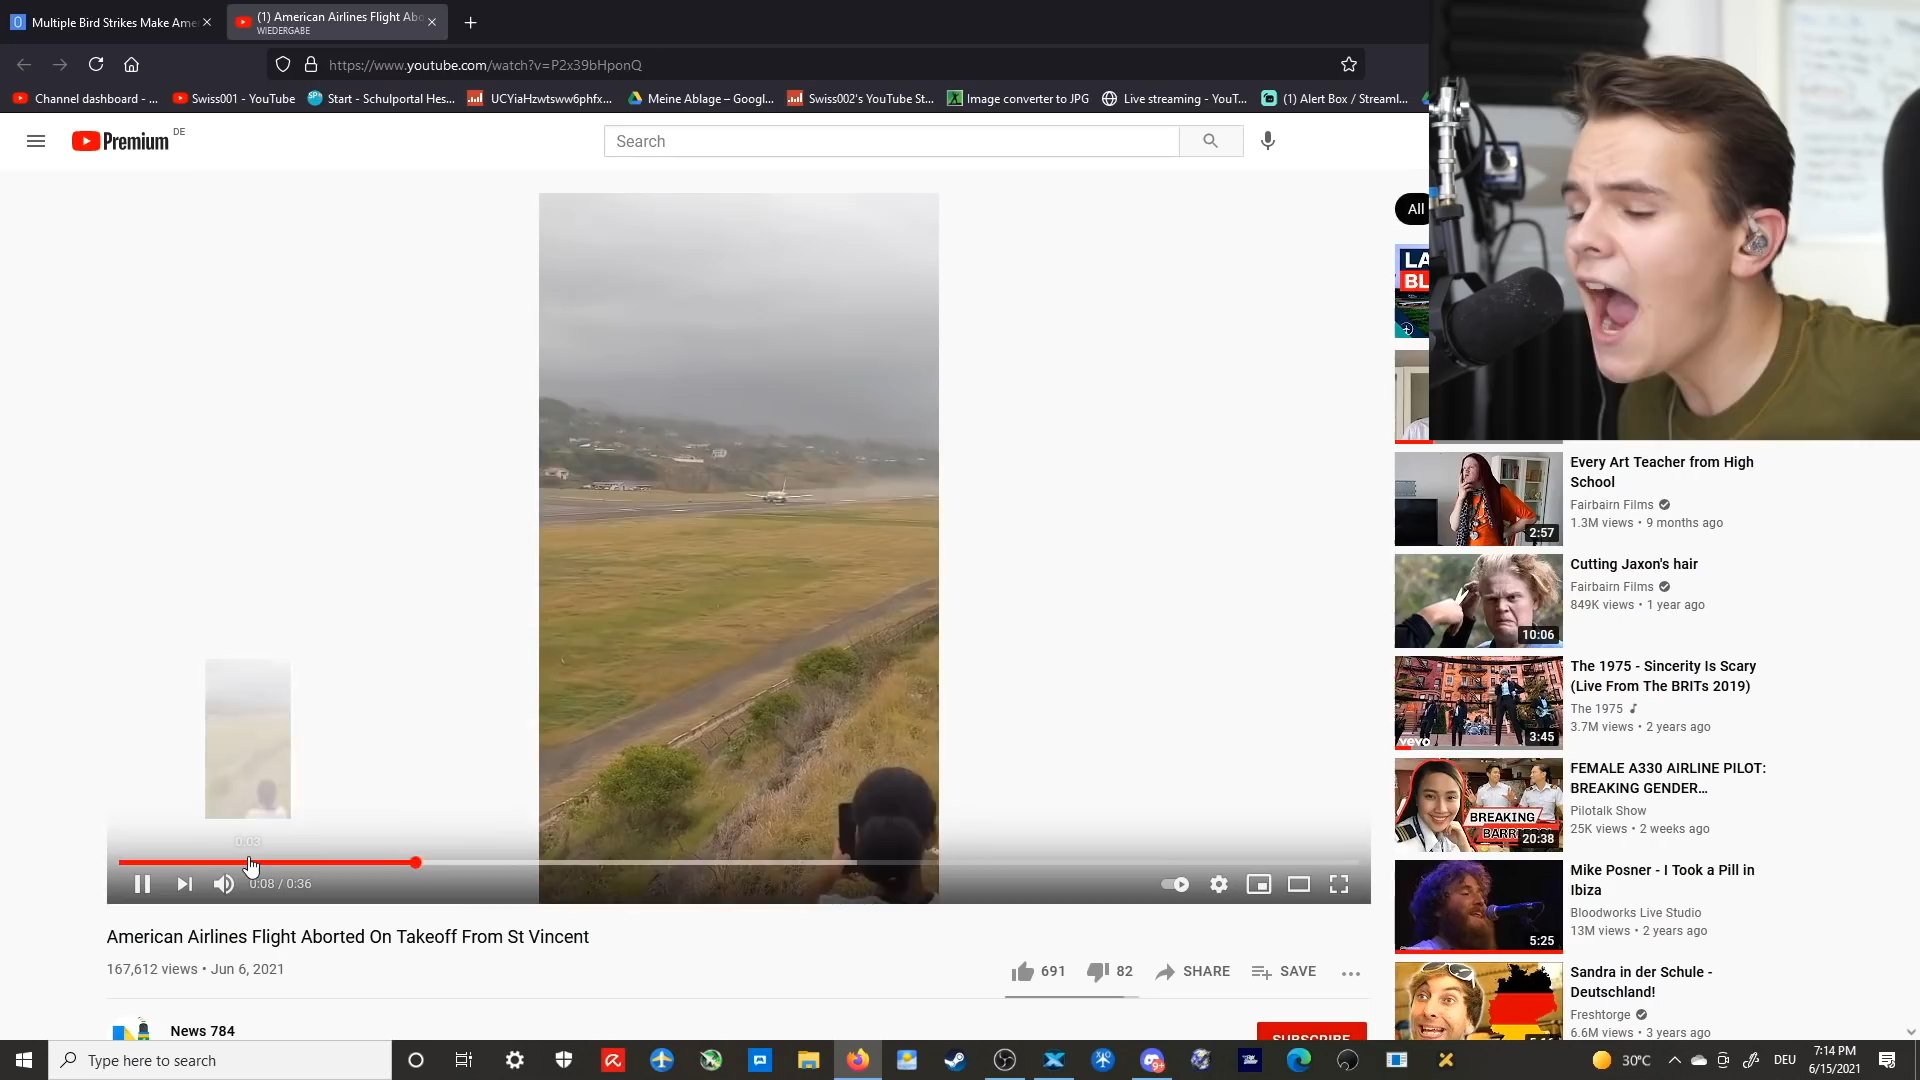 Multiple Bird Strikes Make Ame
(1) American Airlines Flight Abo
WIEDERGABE
https://www.youtube.com/watch?v=P2x39bHponQ
Channel dashboard - ...
Swiss001 - YouTube
Start - Schulportal Hes...
UCYiaHzwtsww6phfx...
Meine Ablage – Googl...
Swiss002's YouTube St...
Image converter to JPG
Live streaming - YouT...
(1) Alert Box / Streaml...
Premium
DE
Search
All
LA
BL
Every Art Teacher from High
School
Fairbairn Films
1.3M views • 9 months ago
2:57
Cutting Jaxon's hair
Fairbairn Films
849K views • 1 year ago
10:06
The 1975 - Sincerity Is Scary
(Live From The BRITs 2019)
The 1975
3.7M views • 2 years ago
vevo
3:45
FEMALE A330 AIRLINE PILOT:
BREAKING GENDER...
Pilotalk Show
25K views • 2 weeks ago
BREAKING
20:38
Mike Posner - I Took a Pill in
Ibiza
Bloodworks Live Studio
13M views • 2 years ago
5:25
Sandra in der Schule -
Deutschland!
Freshtorge
6.6M views • 3 years ago
0:03
0:08 / 0:36
American Airlines Flight Aborted On Takeoff From St Vincent
167,612 views • Jun 6, 2021
691
82
SHARE
SAVE
News 784
SUBSCRIBE
Type here to search
9+
30°C
DEU
7:14 PM
6/15/2021